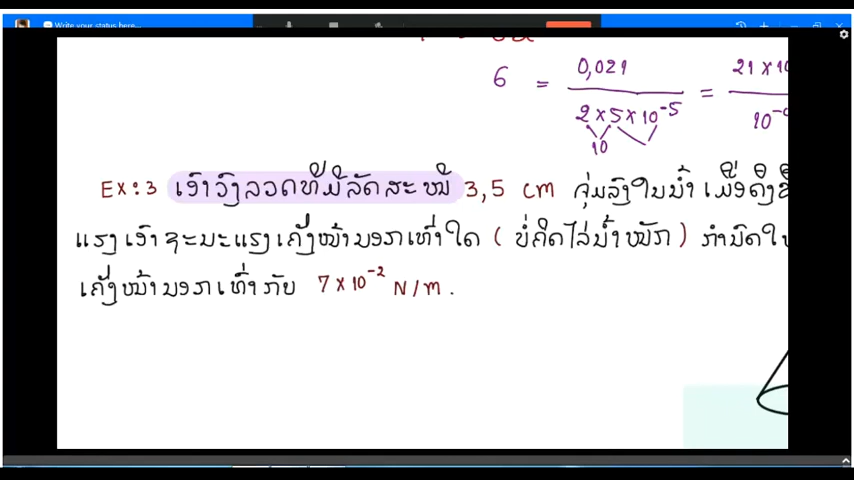 Write your status here...
6 = 0,021 / 2 × 5 × 10⁻⁵ = 21 × 10
10
Ex: 3 ເອົາວົງລວດທີ່ມີລັດສະໝີ 3,5 cm ຈຸ່ມລົງໃນນ້ຳ ເມື່ອດຶງຂຶ້
ແຮງເອົາຊະນະແຮງເຄັ່ງໜ້ານອກເທົ່າໃດ ( ບໍ່ຄິດໄລ່ນ້ຳໜັກ ) ກຳນົດໃຫ
ເຄັ່ງໜ້ານອກເທົ່າກັບ 7 × 10⁻² N/m .